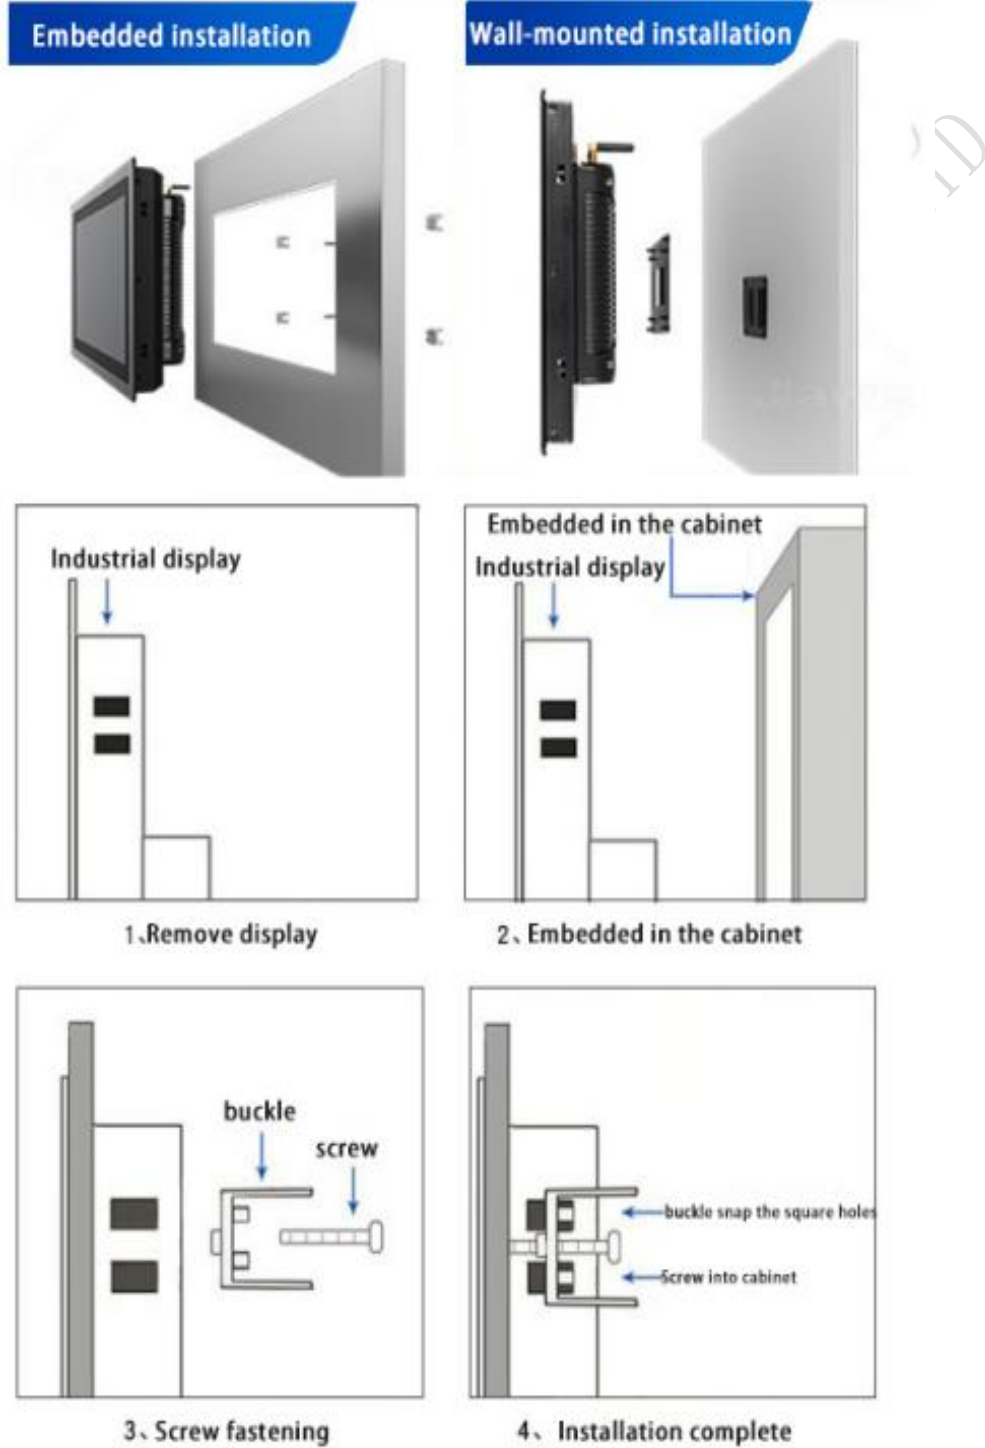 Embedded installation
Wall-mounted installation
Industrial display
1、Remove display
Embedded in the cabinet
Industrial display
2、Embedded in the cabinet
buckle
screw
3、Screw fastening
buckle snap the square holes
Screw into cabinet
4、Installation complete